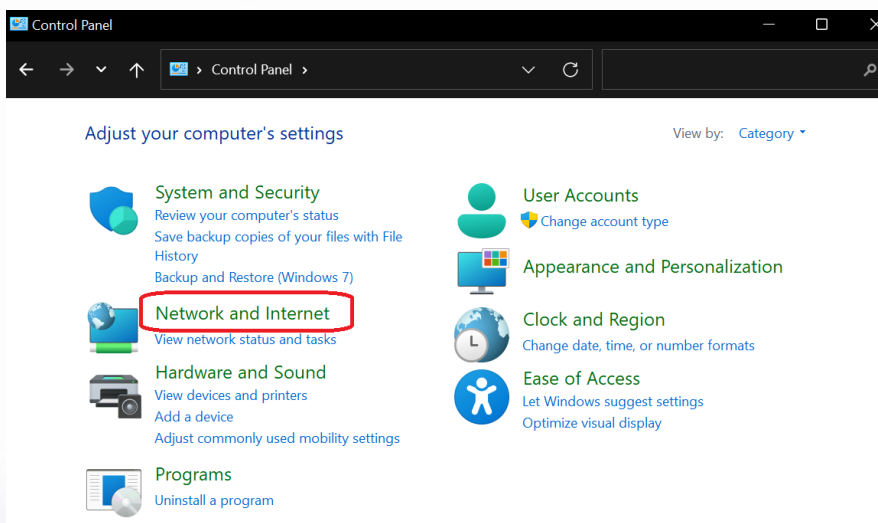 Control Panel
Control Panel
Adjust your computer's settings
View by: Category
System and Security
Review your computer's status
Save backup copies of your files with File
History
Backup and Restore (Windows 7)
Network and Internet
View network status and tasks
Hardware and Sound
View devices and printers
Add a device
Adjust commonly used mobility settings
Programs
Uninstall a program
User Accounts
Change account type
Appearance and Personalization
Clock and Region
Change date, time, or number formats
Ease of Access
Let Windows suggest settings
Optimize visual display